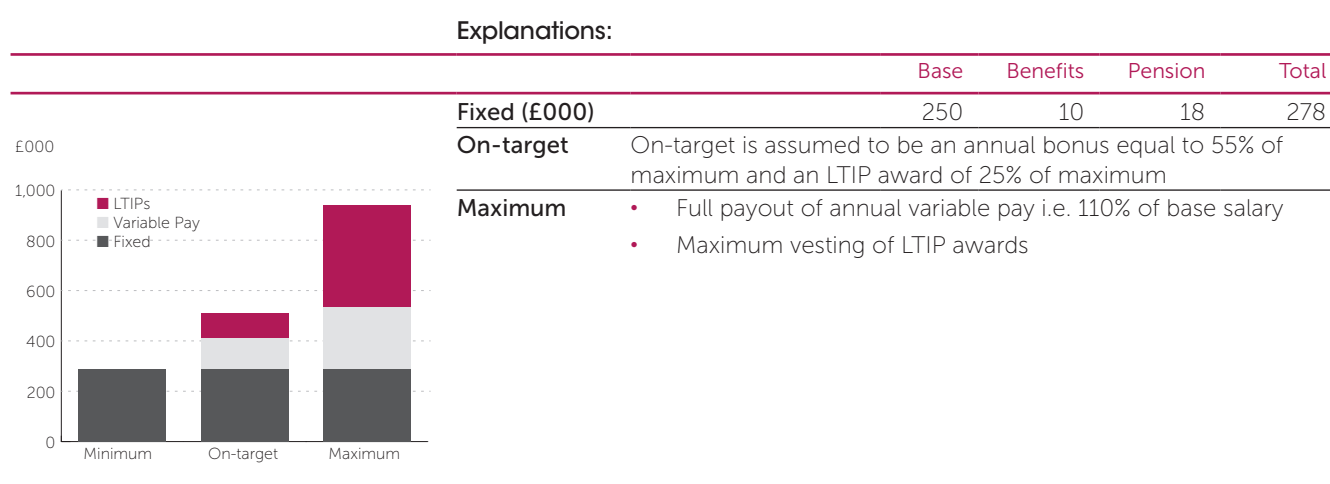 Explanations:
Base Benefits Pension Total
Fixed (£000) 250 10 18 278
On-target On-target is assumed to be an annual bonus equal to 55% of
maximum and an LTIP award of 25% of maximum
Maximum • Full payout of annual variable pay i.e. 110% of base salary
• Maximum vesting of LTIP awards
£000
1,000
LTIPs
Variable Pay
800
Fixed
600
400
200
0
Minimum On-target Maximum